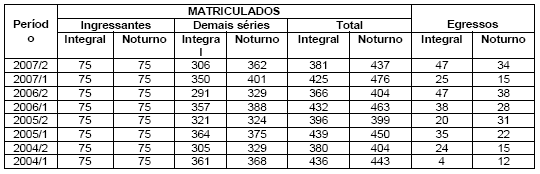 MATRICULADOS
Períod o Ingressantes Demais séries Total Egressos
Integral Noturno Integra l Noturno Integral Noturno Integral Noturno
2007/2 75 75 306 362 381 437 47 34
2007/1 75 75 350 401 425 476 25 15
2006/2 75 75 291 329 366 404 47 38
2006/1 75 75 357 388 432 463 38 28
2005/2 75 75 321 324 396 399 20 31
2005/1 75 75 364 375 439 450 35 22
2004/2 75 75 305 329 380 404 24 15
2004/1 75 75 361 368 436 443 4 12